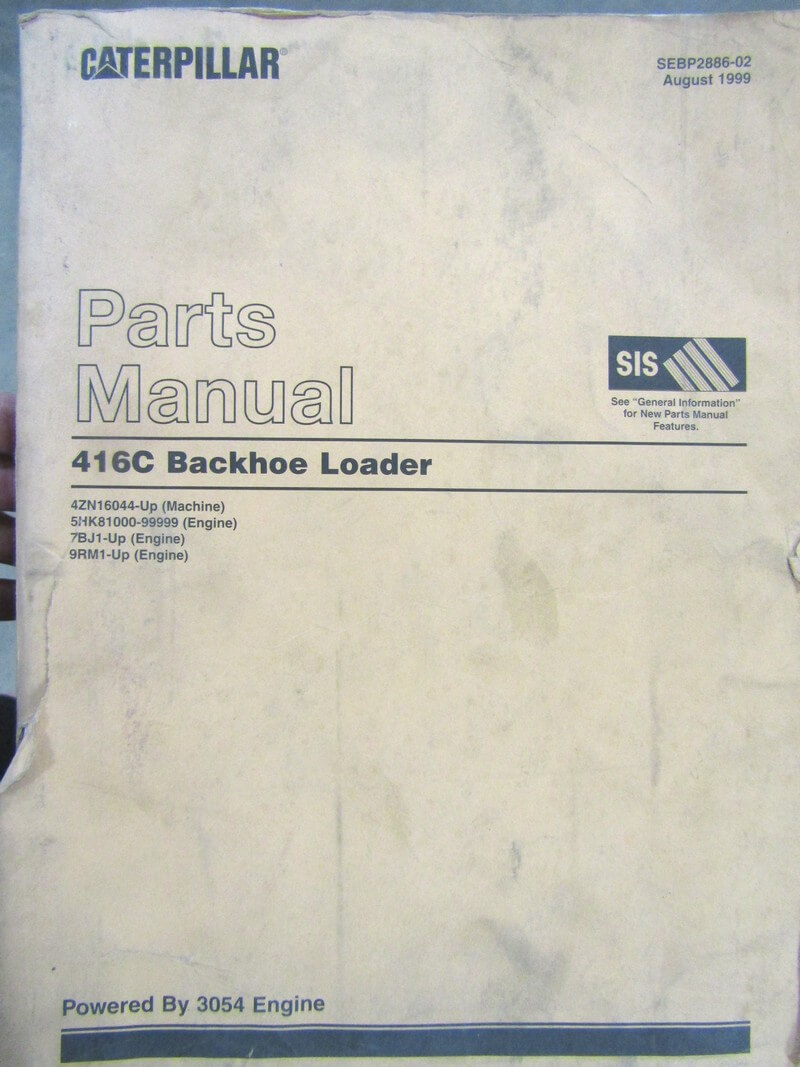 CATERPILLAR®
SEBP2886-02
August 1999
Parts
Manual
SIS
See "General Information"
for New Parts Manual
Features.
416C Backhoe Loader
4ZN16044-Up (Machine)
5HK81000-99999 (Engine)
7BJ1-Up (Engine)
9RM1-Up (Engine)
Powered By 3054 Engine